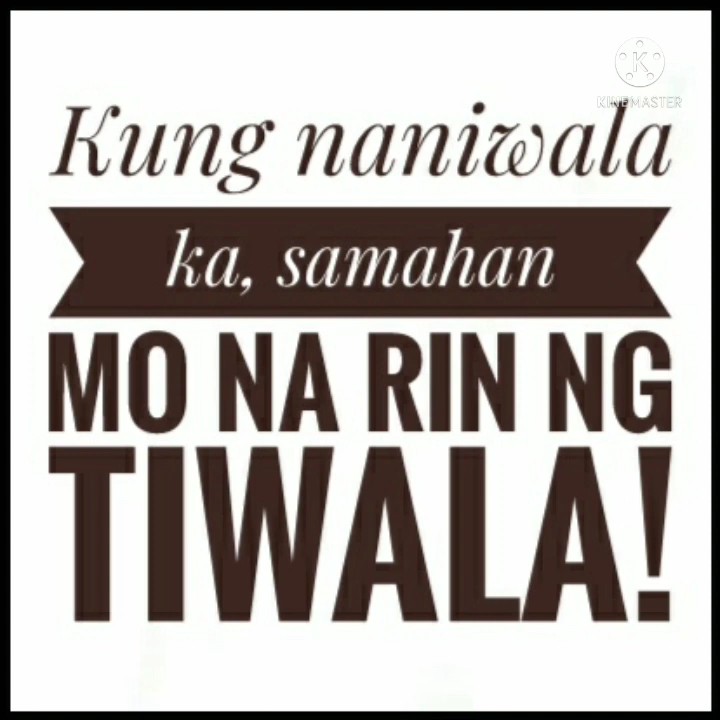 KINEMASTER
Kung naniwala
ka, samahan
MO NA RIN NG
TIWALA!